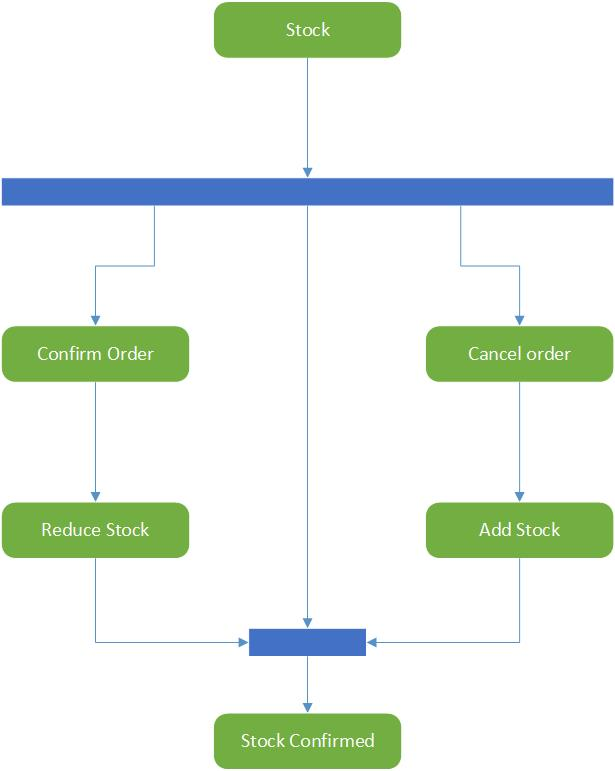 Stock
Confirm Order
Cancel order
Reduce Stock
Add Stock
Stock Confirmed